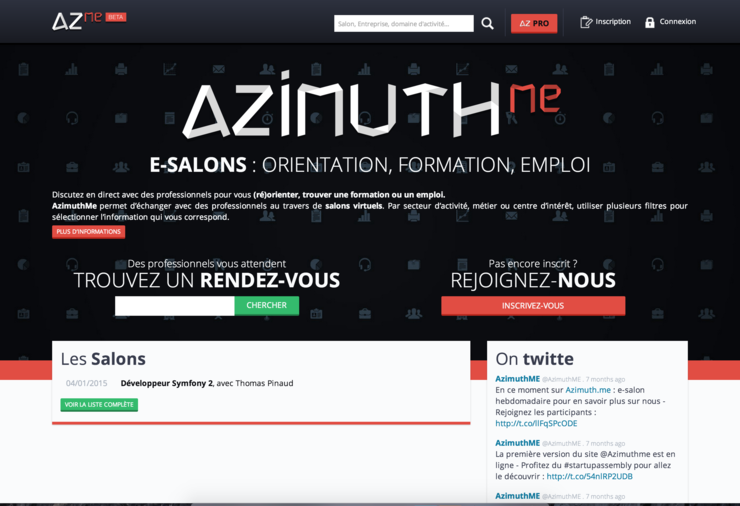 AZme BETA
Salon, Entreprise, domaine d'activité...
AZ PRO
Inscription
Connexion
AZIMUTHme
E-SALONS : ORIENTATION, FORMATION, EMPLOI
Discutez en direct avec des professionnels pour vous (ré)orienter, trouver une formation ou un emploi.
AzimuthMe permet d'échanger avec des professionnels au travers de salons virtuels. Par secteur d'activité, métier ou centre d'intérêt, utiliser plusieurs filtres pour
sélectionner l'information qui vous correspond.
PLUS D'INFORMATIONS
Des professionnels vous attendent
TROUVEZ UN RENDEZ-VOUS
CHERCHER
Pas encore inscrit ?
REJOIGNEZ-NOUS
INSCRIVEZ-VOUS
Les Salons
04/01/2015 Développeur Symfony 2, avec Thomas Pinaud
VOIR LA LISTE COMPLÈTE
On twitte
AzimuthME @AzimuthME . 7 months ago
En ce moment sur Azimuth.me : e-salon
hebdomadaire pour en savoir plus sur nous -
Rejoignez les participants :
http://t.co/llFqSPcODE
AzimuthME @AzimuthME . 7 months ago
La première version du site @Azimuthme est en
ligne - Profitez du #startupassembly pour allez
le découvrir : http://t.co/54nIRP2UDB
AzimuthME @AzimuthME . 7 months ago